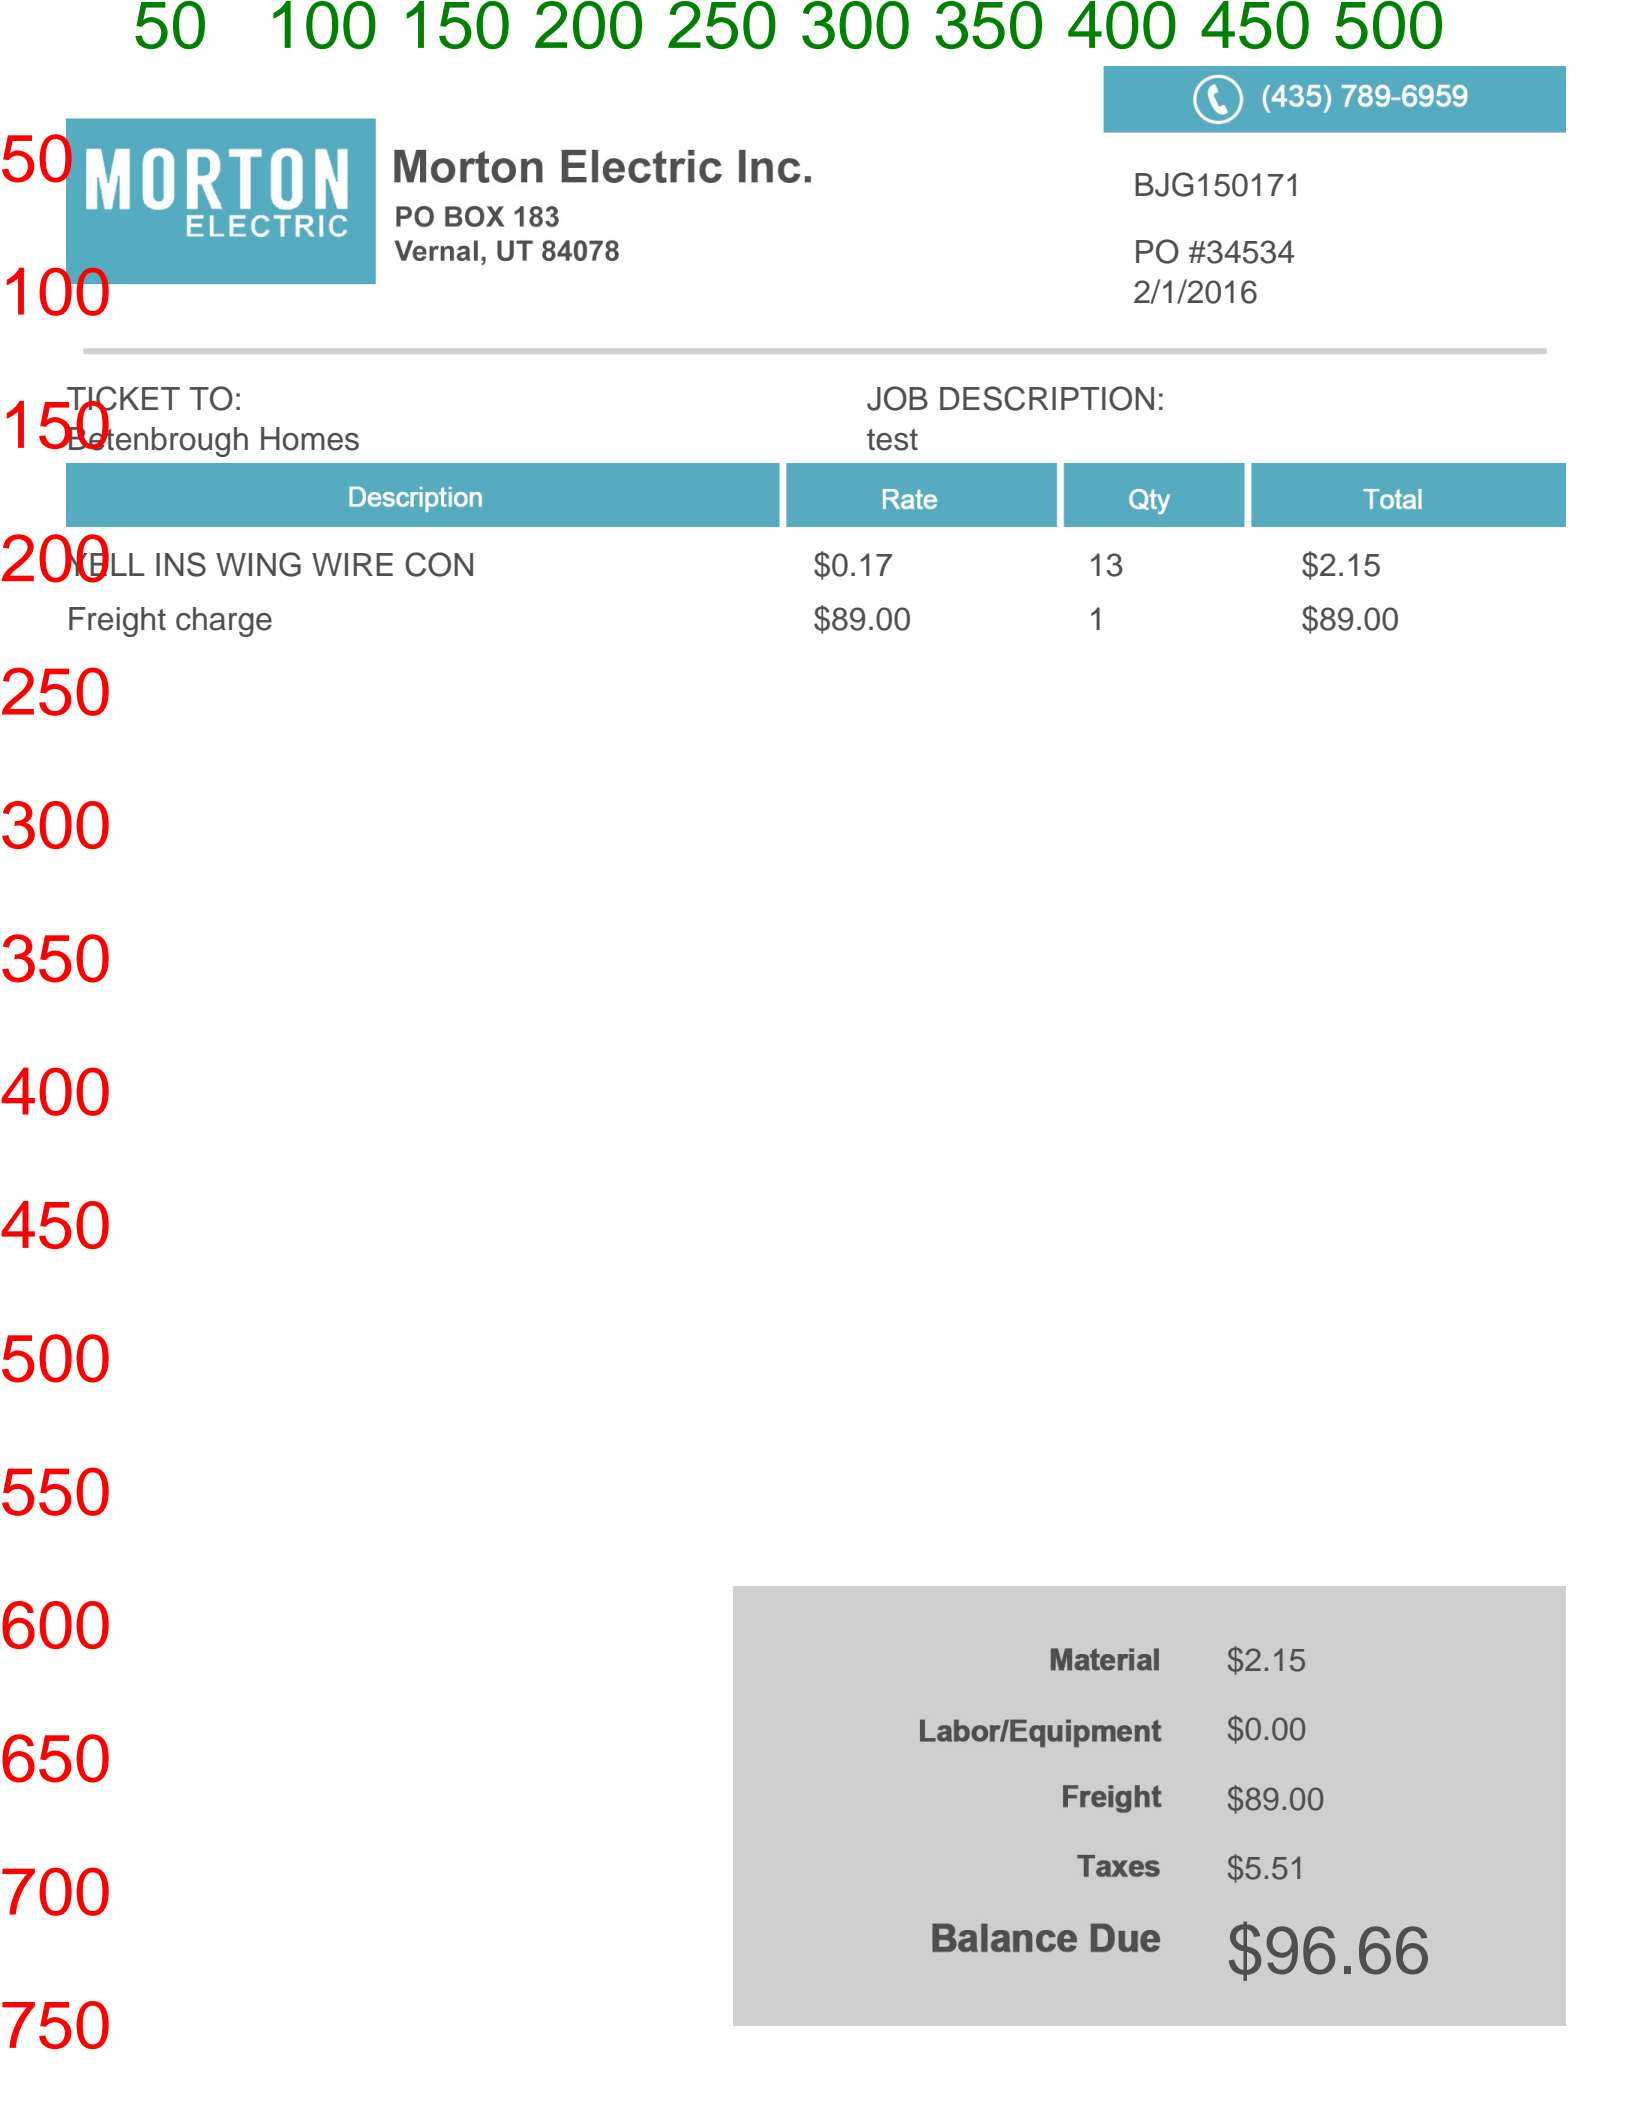 50 100 150 200 250 300 350 400 450 500
(435) 789-6959
50
MORTON
ELECTRIC
Morton Electric Inc.
PO BOX 183
Vernal, UT 84078
BJG150171
PO #34534
2/1/2016
100
TICKET TO:
JOB DESCRIPTION:
150
Betenbrough Homes
test
Description Rate Qty Total
200
YELL INS WING WIRE CON $0.17 13 $2.15
Freight charge $89.00 1 $89.00
250
300
350
400
450
500
550
600
Material $2.15
Labor/Equipment $0.00
650
Freight $89.00
Taxes $5.51
700
Balance Due $96.66
750